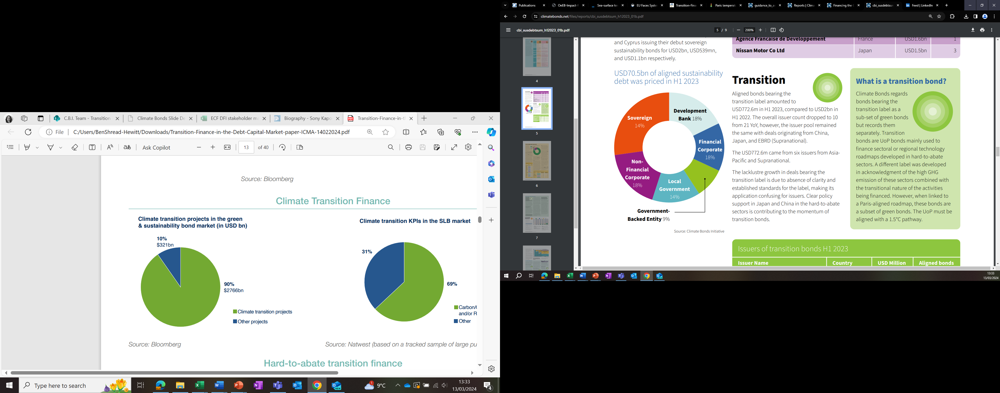 C.B.I. Team - Transition
Climate Bonds Slide De
ECF DFI stakeholder ma
Biography - Sony Kapo
Transition-Finance-in-th
File
C:/Users/BenShread-Hewitt/Downloads/Transition-Finance-in-the-Debt-Capital-Market-paper-ICMA-14022024.pdf
Ask Copilot
13
of 40
Source: Bloomberg
Climate Transition Finance
Climate transition projects in the green
& sustainability bond market (in USD bn)
10%
$321bn
90%
$2766bn
Climate transition projects
Other projects
Source: Bloomberg
Climate transition KPIs in the SLB market
31%
69%
Carbon/
and/or R
Other
Source: Natwest (based on a tracked sample of large pu
Hard-to-abate transition finance
Type here to search
1
9°C
13:33
13/03/2024
4
Publications
OeEB-Impact-
Sea-surface te
EU Faces Syste
Transition-Fina
Paris temperat
guidance_to_a
Reports | Clim
Financing the
cbi_susdebtsu
Feed | LinkedIn
climatebonds.net/files/reports/cbi_susdebtsum_h12023_01b.pdf
cbi_susdebtsum_h12023_01b.pdf
5 / 9
200%
4
5
6
7
and Cyprus issuing their debut sovereign
sustainability bonds for USD2bn, USD539mn,
and USD1.1bn respectively.
USD70.5bn of aligned sustainability
debt was priced in H1 2023
Sovereign
14%
Development
Bank 18%
Financial
Corporate
18%
Non-
Financial
Corporate
18%
Local
Government
14%
Government-
Backed Entity 9%
Source: Climate Bonds Initiative
Agence Francaise de Developpement France USD1.6bn 1
Nissan Motor Co Ltd Japan USD1.5bn 3
Transition
Aligned bonds bearing the
transition label amounted to
USD772.6m in H1 2023, compared to USD2bn in
H1 2022. The overall issuer count dropped to 10
from 21 YoY, however, the issuer pool remained
the same with deals originating from China,
Japan, and EBRD (Supranational).
The USD772.6m came from six issuers from Asia-
Pacific and Supranational.
The lacklustre growth in deals bearing the
transition label is due to absence of clarity and
established standards for the label, making its
application confusing for issuers. Clear policy
support in Japan and China in the hard-to-abate
sectors is contributing to the momentum of
transition bonds.
What is a transition bond?
Climate Bonds regards
bonds bearing the
transition label as a
sub-set of green bonds
but records them
separately. Transition
bonds are UoP bonds mainly used to
finance sectoral or regional technology
roadmaps developed in hard-to-abate
sectors. A different label was developed
in acknowledgment of the high GHG
emission of these sectors combined with
the transitional nature of the activities
being financed. However, when linked to
a Paris-aligned roadmap, these bonds are
a subset of green bonds. The UoP must be
aligned with a 1.5°C pathway.
Issuers of transition bonds H1 2023
Issuer Name Country USD Million Aligned bonds
13:33
13/03/2024